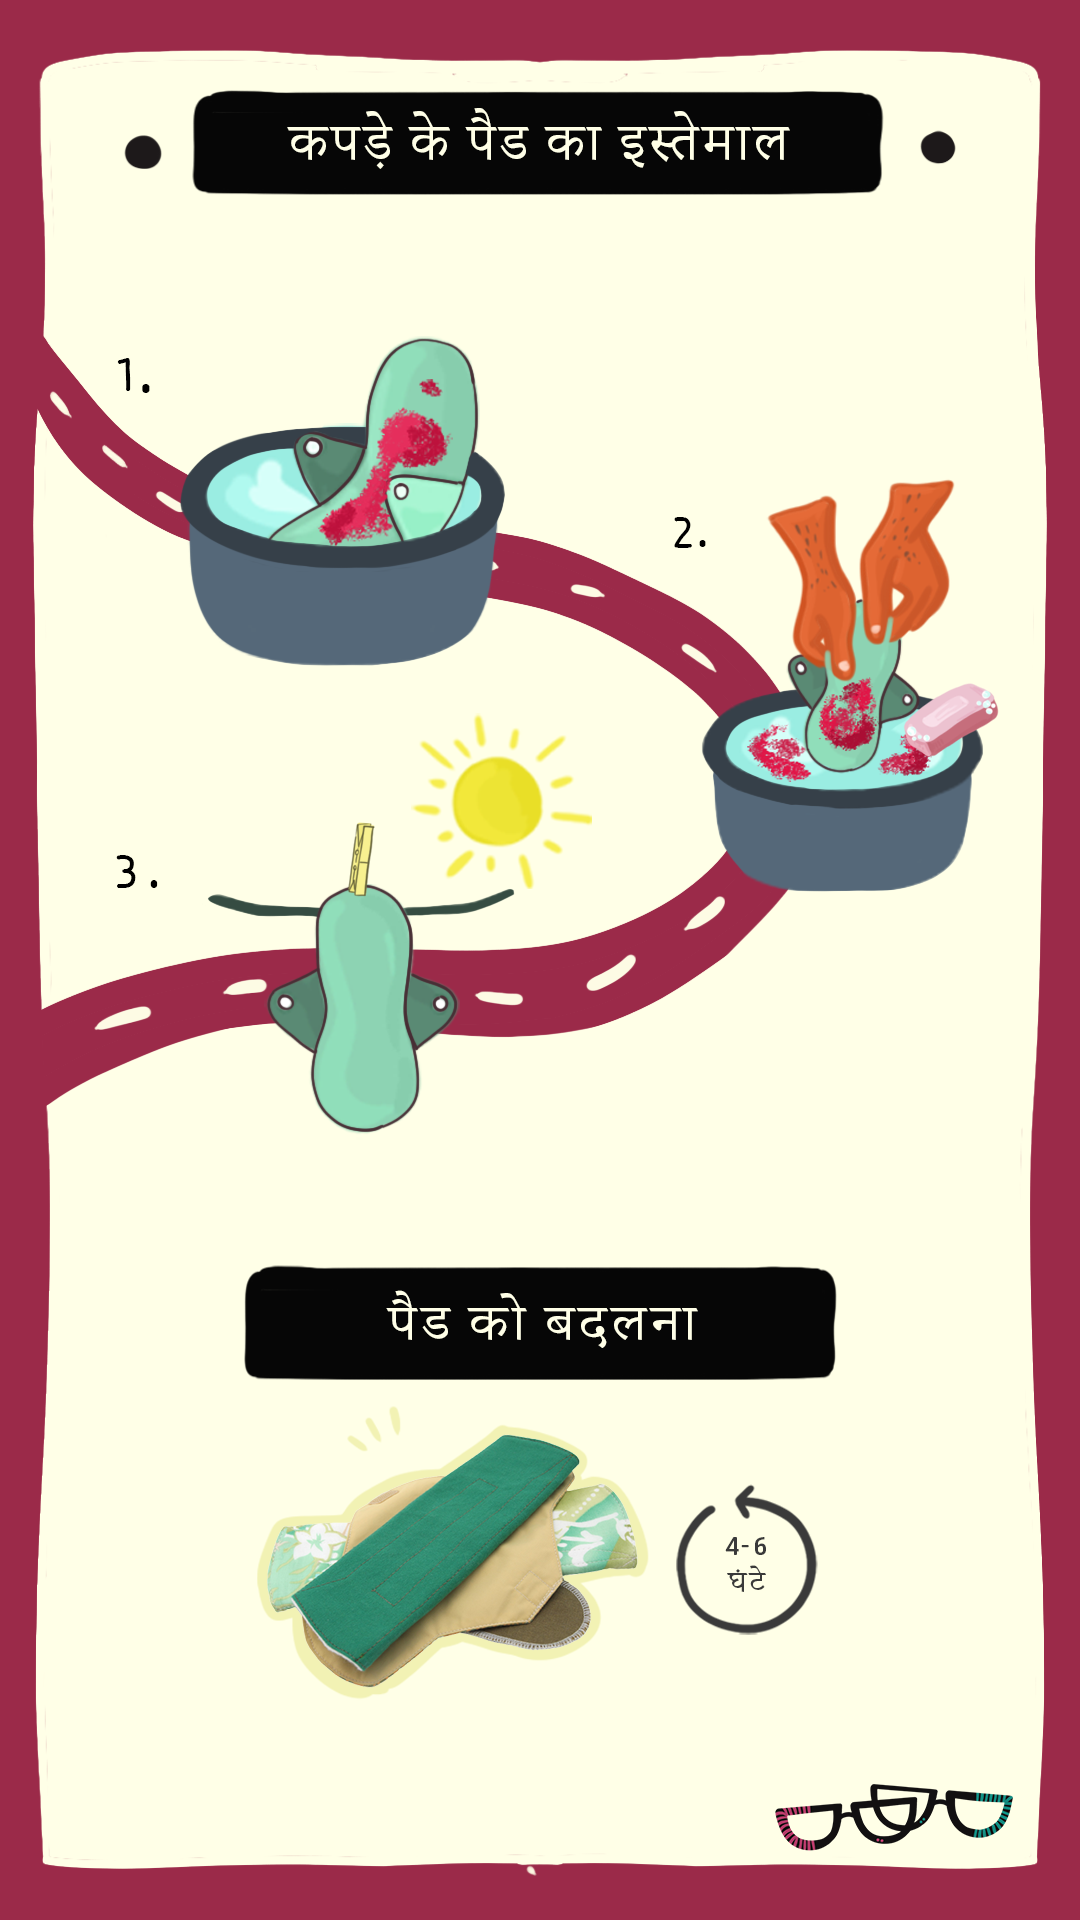 कपड़े के पैड का इस्तेमाल
1.
2.
3.
पैड को बदलना
4-6
घंटे